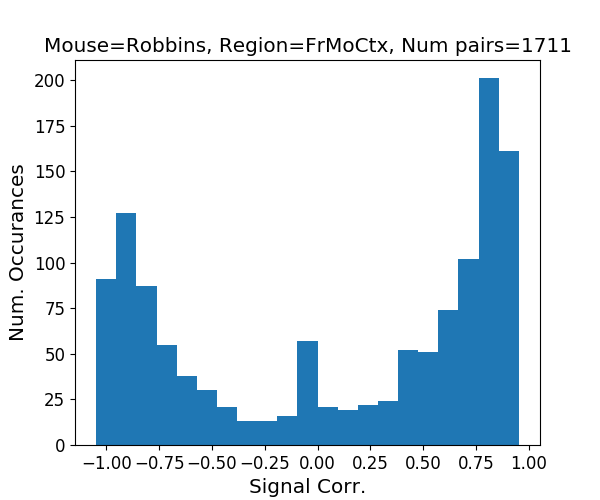 Mouse=Robbins, Region=FrMoCtx, Num pairs=1711
Num. Occurances
200
175
150
125
100
75
50
25
0
−1.00 −0.75 −0.50 −0.25 0.00 0.25 0.50 0.75 1.00
Signal Corr.